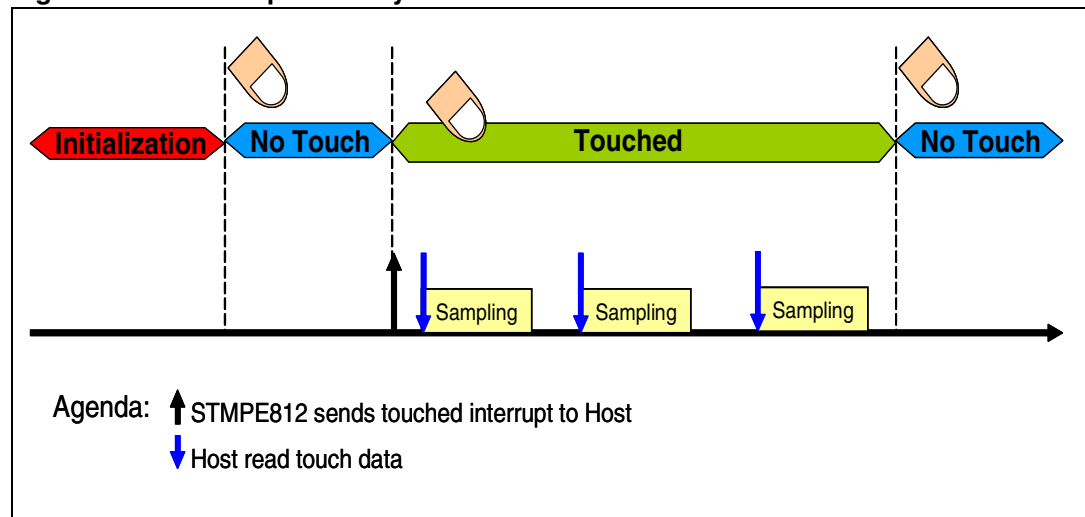 Initialization
No Touch
Touched
No Touch
Sampling
Sampling
Sampling
Agenda:
STMPE812 sends touched interrupt to Host
Host read touch data